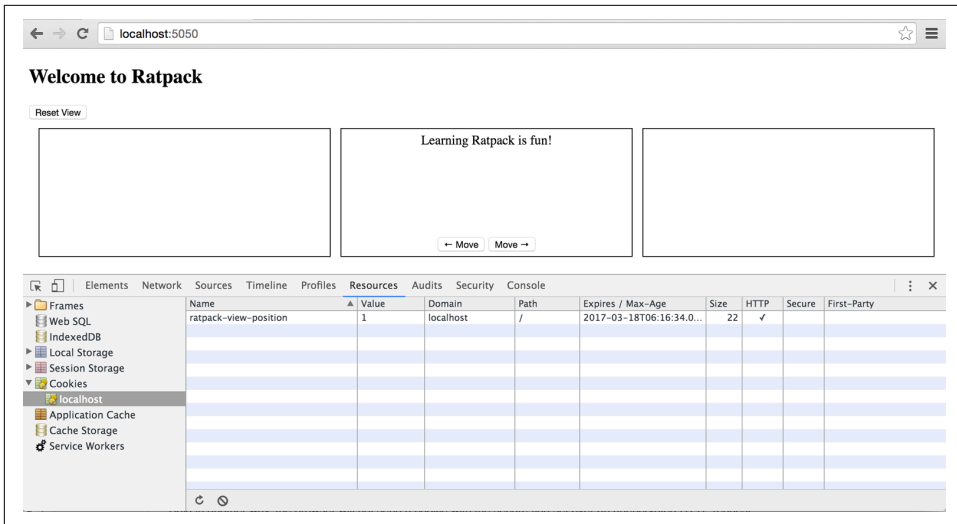 localhost:5050
Welcome to Ratpack
Reset View
Learning Ratpack is fun!
← Move Move →
Elements Network Sources Timeline Profiles Resources Audits Security Console
Frames
Web SQL
IndexedDB
Local Storage
Session Storage
Cookies
localhost
Application Cache
Cache Storage
Service Workers
Name Value Domain Path Expires / Max-Age Size HTTP Secure First-Party
ratpack-view-position 1 localhost / 2017-03-18T06:16:34.0... 22 ✓